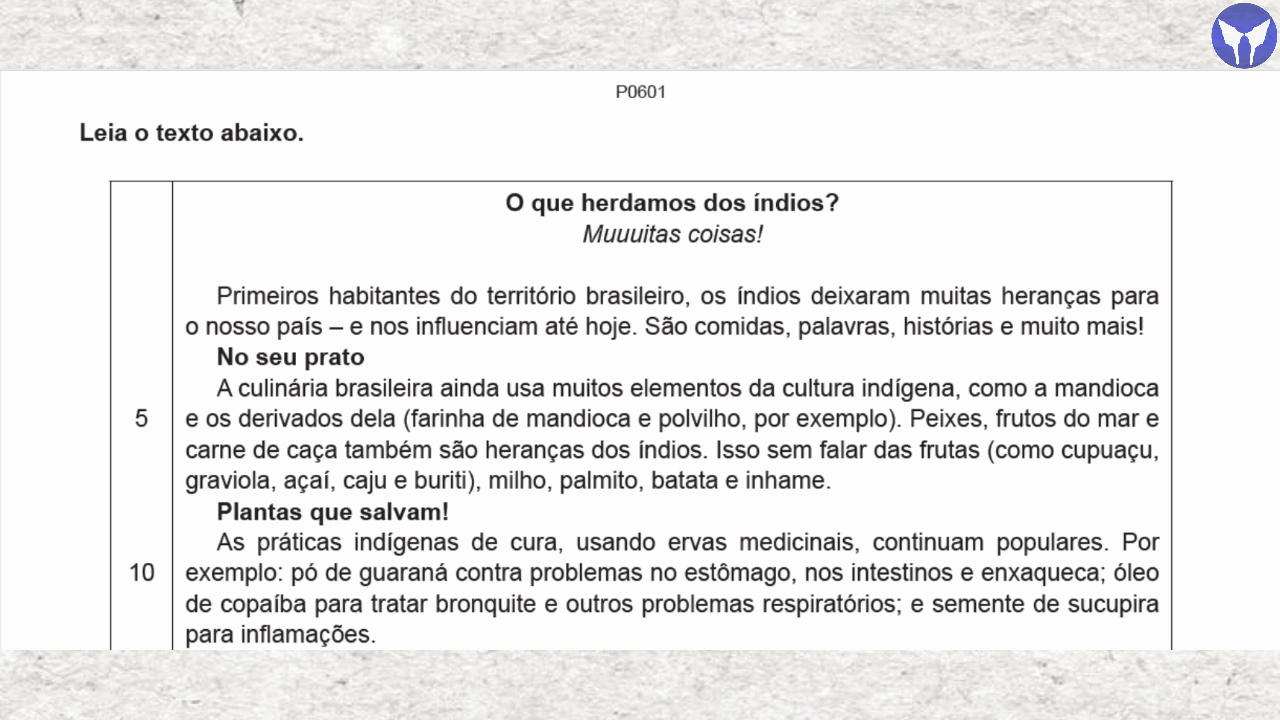 P0601
Leia o texto abaixo.
O que herdamos dos índios?
Muuuitas coisas!
Primeiros habitantes do território brasileiro, os índios deixaram muitas heranças para
o nosso país – e nos influenciam até hoje. São comidas, palavras, histórias e muito mais!
No seu prato
A culinária brasileira ainda usa muitos elementos da cultura indígena, como a mandioca
5 e os derivados dela (farinha de mandioca e polvilho, por exemplo). Peixes, frutos do mar e
carne de caça também são heranças dos índios. Isso sem falar das frutas (como cupuaçu,
graviola, açaí, caju e buriti), milho, palmito, batata e inhame.
Plantas que salvam!
As práticas indígenas de cura, usando ervas medicinais, continuam populares. Por
10 exemplo: pó de guaraná contra problemas no estômago, nos intestinos e enxaqueca; óleo
de copaíba para tratar bronquite e outros problemas respiratórios; e semente de sucupira
para inflamações.